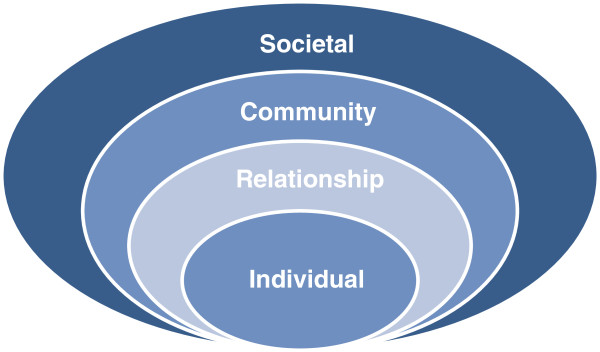 Societal
Community
Relationship
Individual